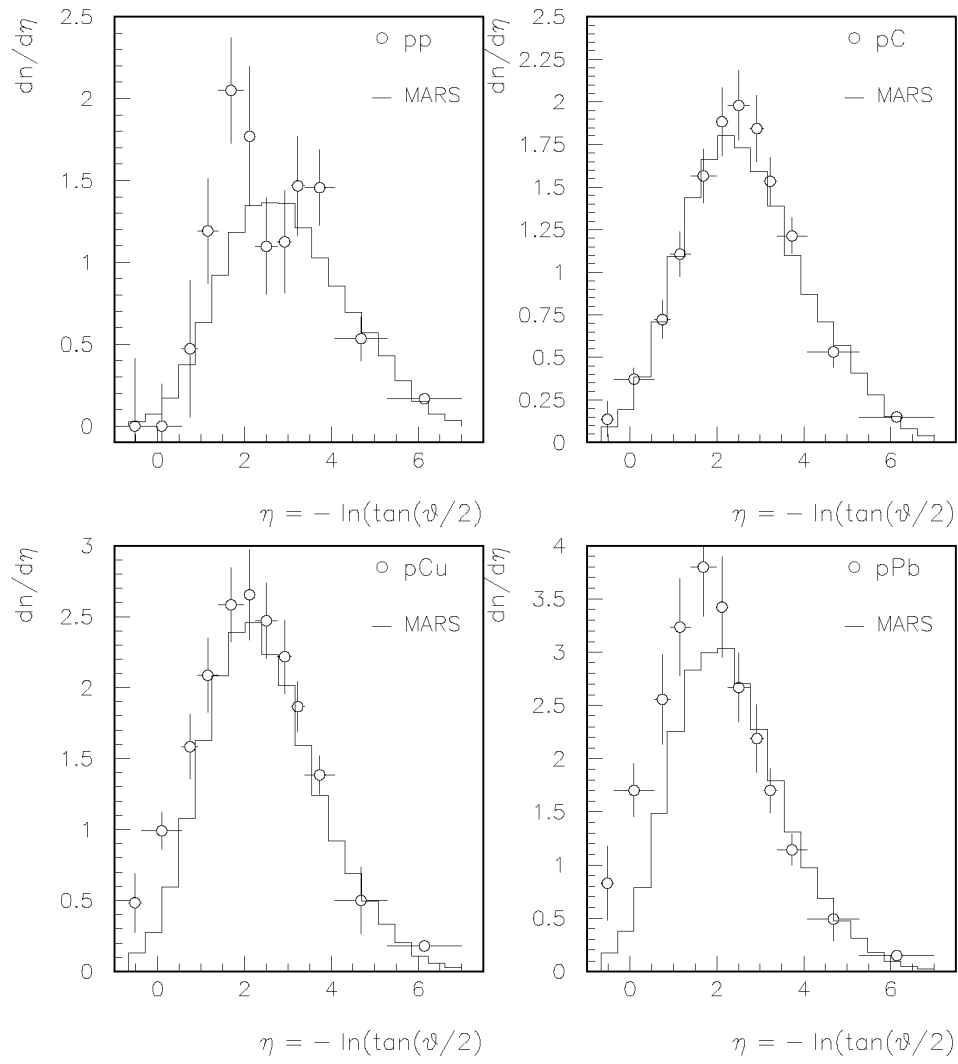 dn/dη
2.5
2
1.5
1
0.5
0
0 2 4 6
○ pp
— MARS
η = − ln(tan(ϑ/2)
dn/dη
2.5
2.25
2
1.75
1.5
1.25
1
0.75
0.5
0.25
0
0 2 4 6
○ pC
— MARS
η = − ln(tan(ϑ/2)
dn/dη
3
2.5
2
1.5
1
0.5
0
0 2 4 6
○ pCu
— MARS
η = − ln(tan(ϑ/2)
dn/dη
4
3.5
3
2.5
2
1.5
1
0.5
0
0 2 4 6
○ pPb
— MARS
η = − ln(tan(ϑ/2)